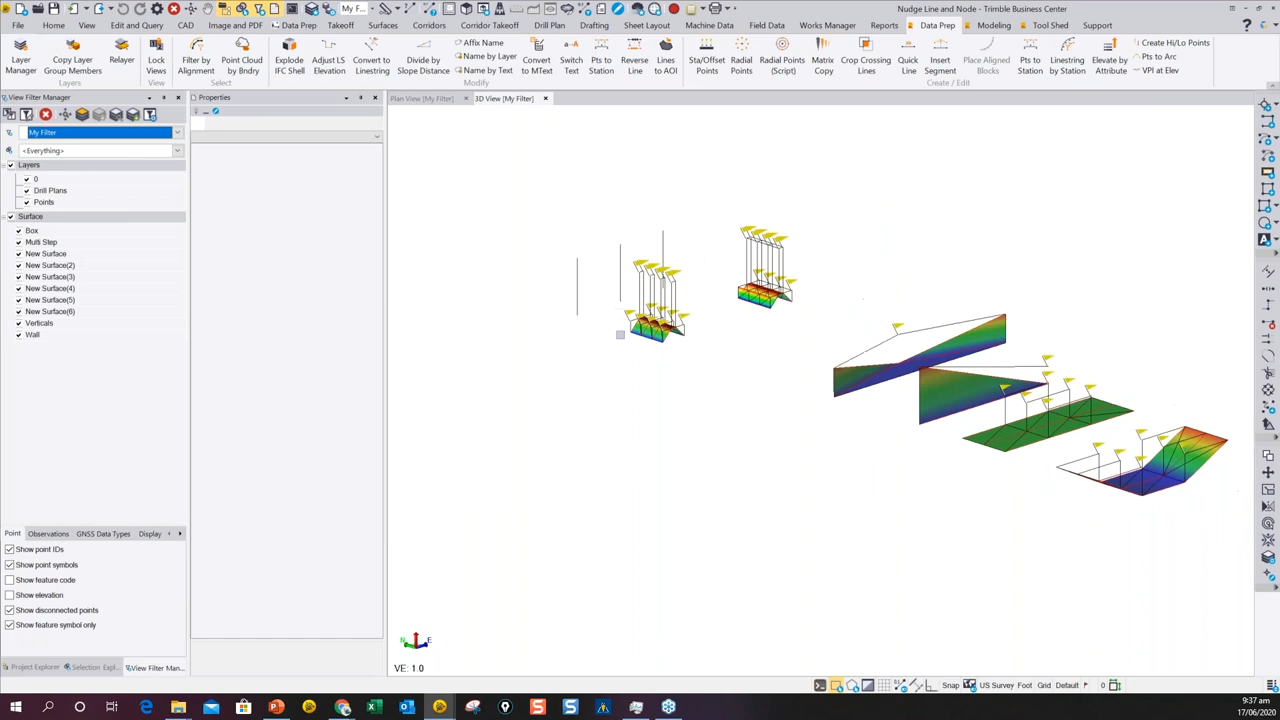 My F...
Nudge Line and Node - Trimble Business Center
File
Home
View
Edit and Query
CAD
Image and PDF
Data Prep
Takeoff
Surfaces
Corridors
Corridor Takeoff
Drill Plan
Drafting
Sheet Layout
Machine Data
Field Data
Works Manager
Reports
Data Prep
Modeling
Tool Shed
Support
Layer Manager
Copy Layer Group Members
Relayer
Layers
Lock Views
Filter by Alignment
Point Cloud by Bndry
Select
Explode IFC Shell
Adjust LS Elevation
Convert to Linestring
Divide by Slope Distance
Affix Name
Name by Layer
Name by Text
Convert to MText
Switch Text
Pts to Station
Reverse Line
Lines to AOI
Modify
Sta/Offset Points
Radial Points
Radial Points (Script)
Matrix Copy
Crop Crossing Lines
Quick Line
Insert Segment
Place Aligned Blocks
Pts to Station
Linestring by Station
Elevate by Attribute
Create Hi/Lo Points
Pts to Arc
VPI at Elev
Create / Edit
View Filter Manager
My Filter
<Everything>
Layers
0
Drill Plans
Points
Surface
Box
Multi Step
New Surface
New Surface(2)
New Surface(3)
New Surface(4)
New Surface(5)
New Surface(6)
Verticals
Wall
Point
Observations
GNSS Data Types
Display
Show point IDs
Show point symbols
Show feature code
Show elevation
Show disconnected points
Show feature symbol only
Project Explorer
Selection Expl...
View Filter Man...
Properties
Plan View [My Filter]
3D View [My Filter]
N
E
VE: 1.0
Snap
US Survey Foot
Grid
Default
0
9:37 am
17/06/2020